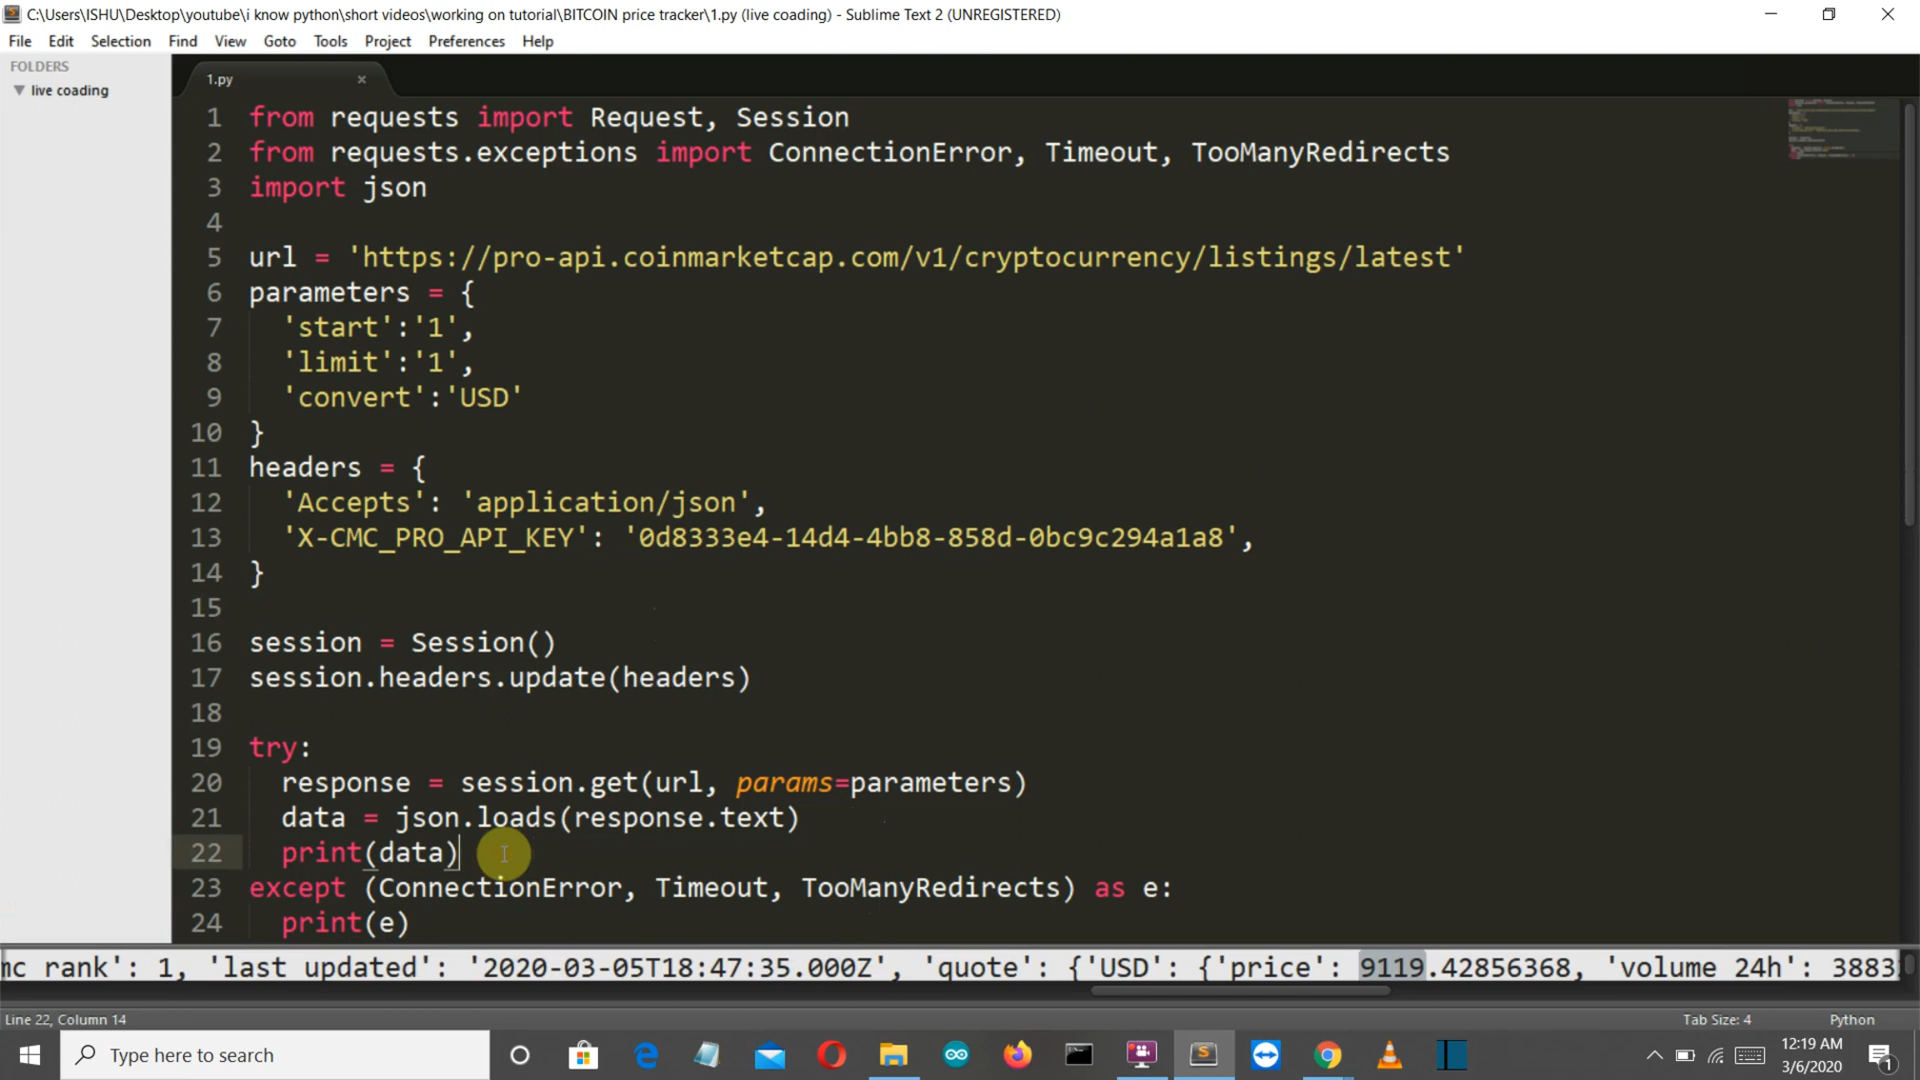 C:\Users\ISHU\Desktop\youtube\i know python\short videos\working on tutorial\BITCOIN price tracker\1.py (live coading) - Sublime Text 2 (UNREGISTERED)
File Edit Selection Find View Goto Tools Project Preferences Help
FOLDERS
live coading
1.py
1 from requests import Request, Session
2 from requests.exceptions import ConnectionError, Timeout, TooManyRedirects
3 import json
4
5 url = 'https://pro-api.coinmarketcap.com/v1/cryptocurrency/listings/latest'
6 parameters = {
7 'start':'1',
8 'limit':'1',
9 'convert':'USD'
10 }
11 headers = {
12 'Accepts': 'application/json',
13 'X-CMC_PRO_API_KEY': '0d8333e4-14d4-4bb8-858d-0bc9c294a1a8',
14 }
15
16 session = Session()
17 session.headers.update(headers)
18
19 try:
20 response = session.get(url, params=parameters)
21 data = json.loads(response.text)
22 print(data)
23 except (ConnectionError, Timeout, TooManyRedirects) as e:
24 print(e)
mc rank': 1, 'last updated': '2020-03-05T18:47:35.000Z', 'quote': {'USD': {'price': 9119.42856368, 'volume 24h': 3883
Line 22, Column 14
Tab Size: 4
Python
Type here to search
12:19 AM
3/6/2020
1